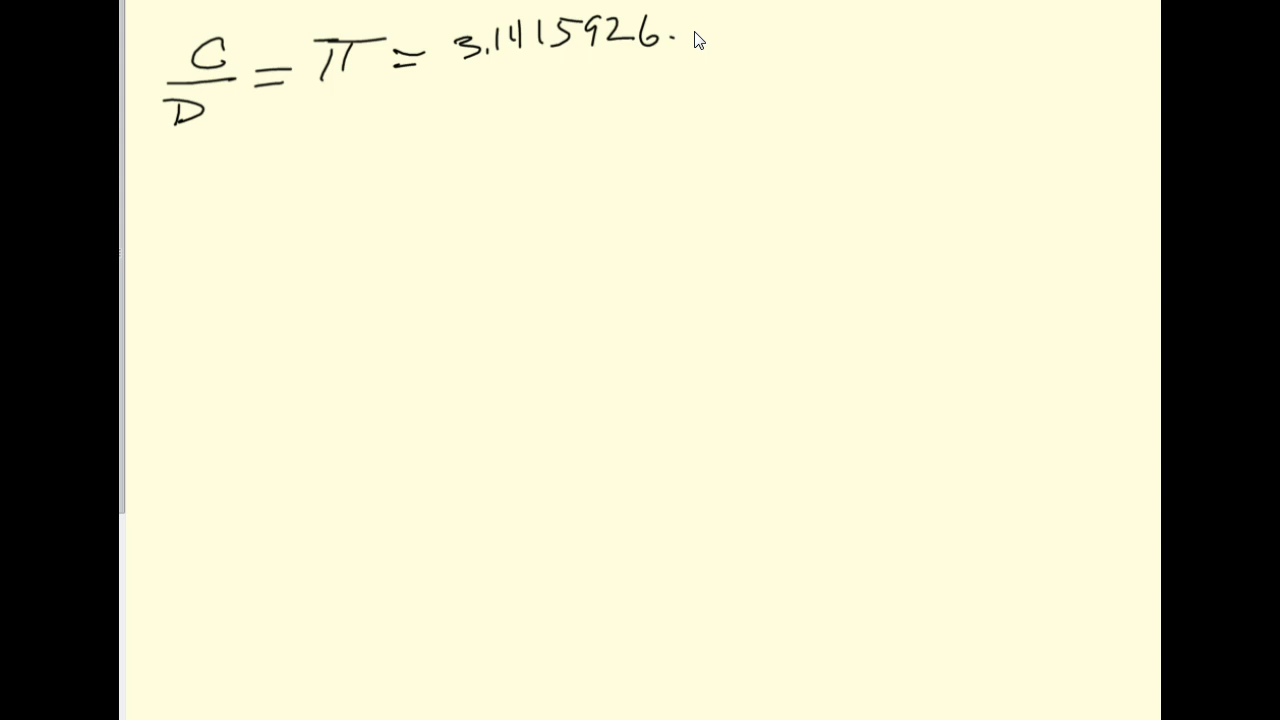 C/D = π = 3.1415926.